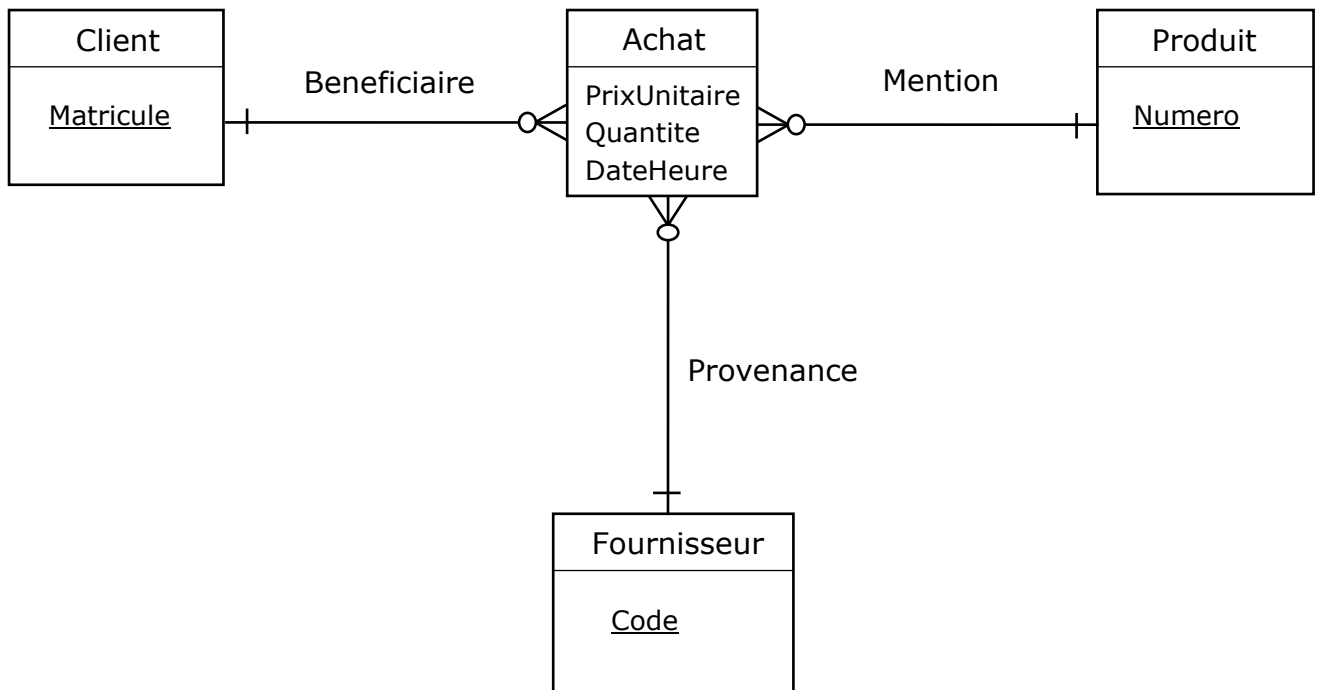 Client
Matricule
Beneficiaire
Achat
PrixUnitaire
Quantite
DateHeure
Mention
Produit
Numero
Provenance
Fournisseur
Code